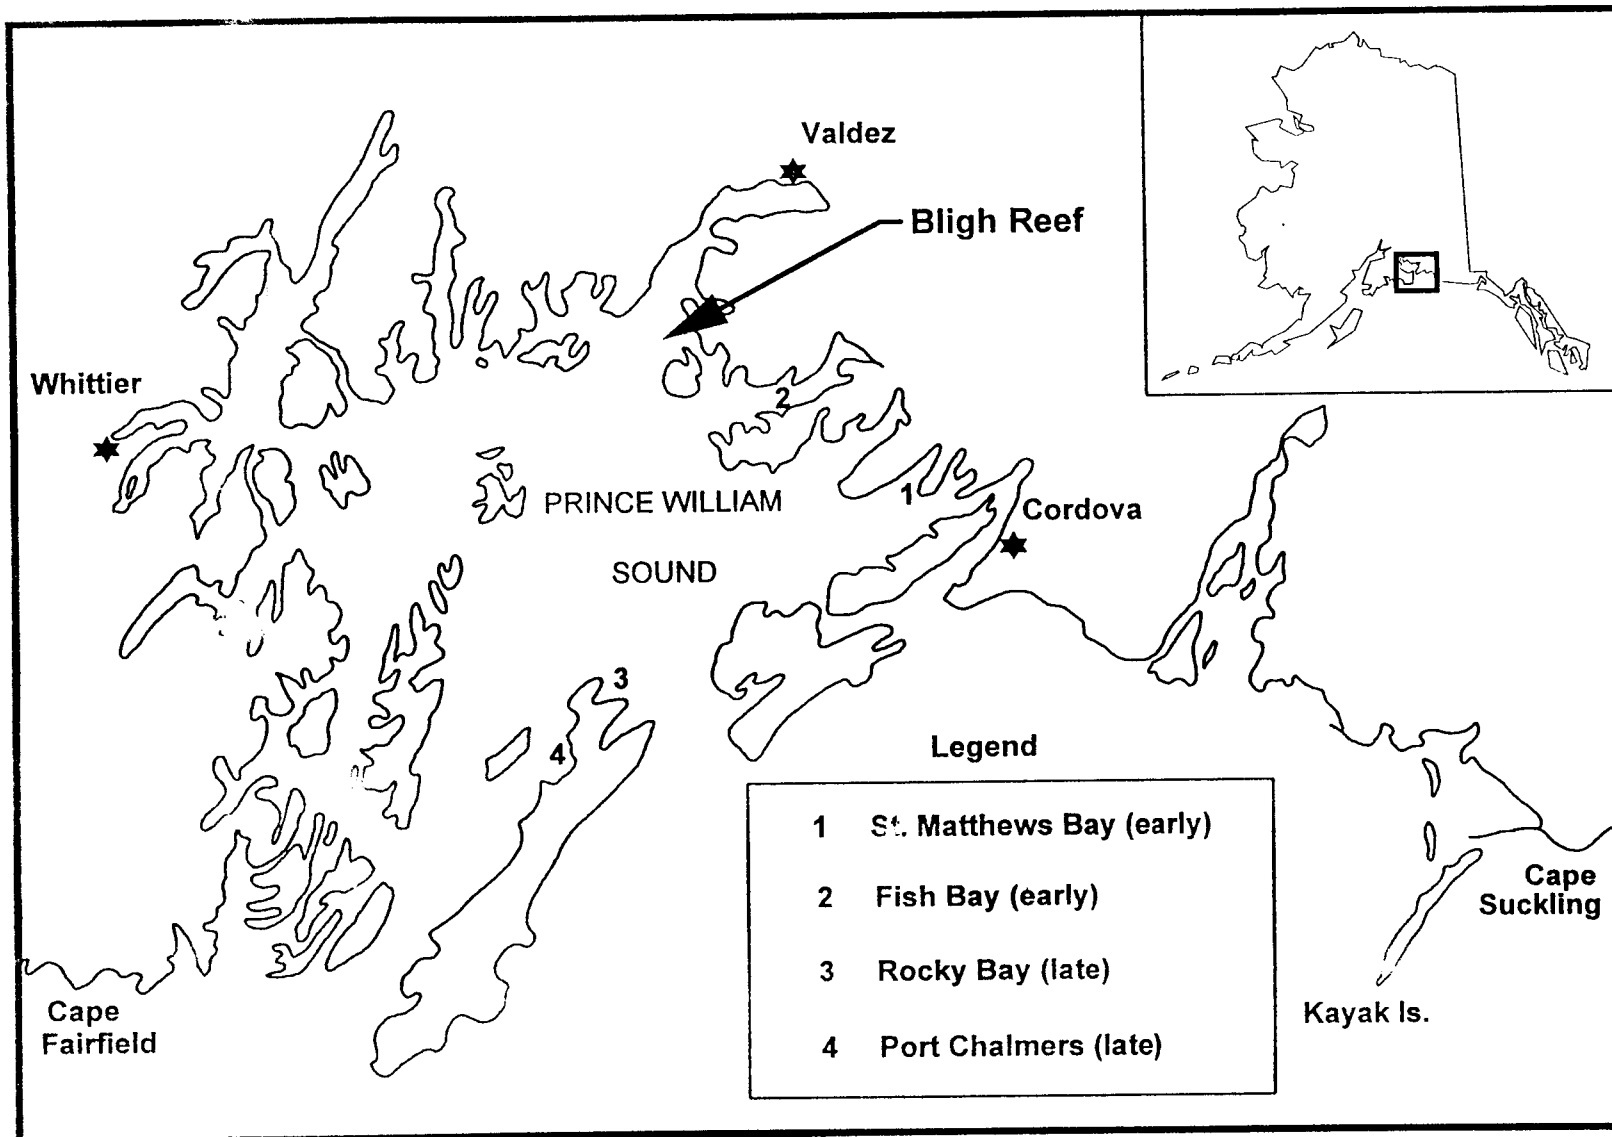 Valdez
Bligh Reef
Whittier
2
1
PRINCE WILLIAM
Cordova
SOUND
3
4
Legend
1 St. Matthews Bay (early)
2 Fish Bay (early)
3 Rocky Bay (late)
4 Port Chalmers (late)
Cape
Suckling
Kayak Is.
Cape
Fairfield